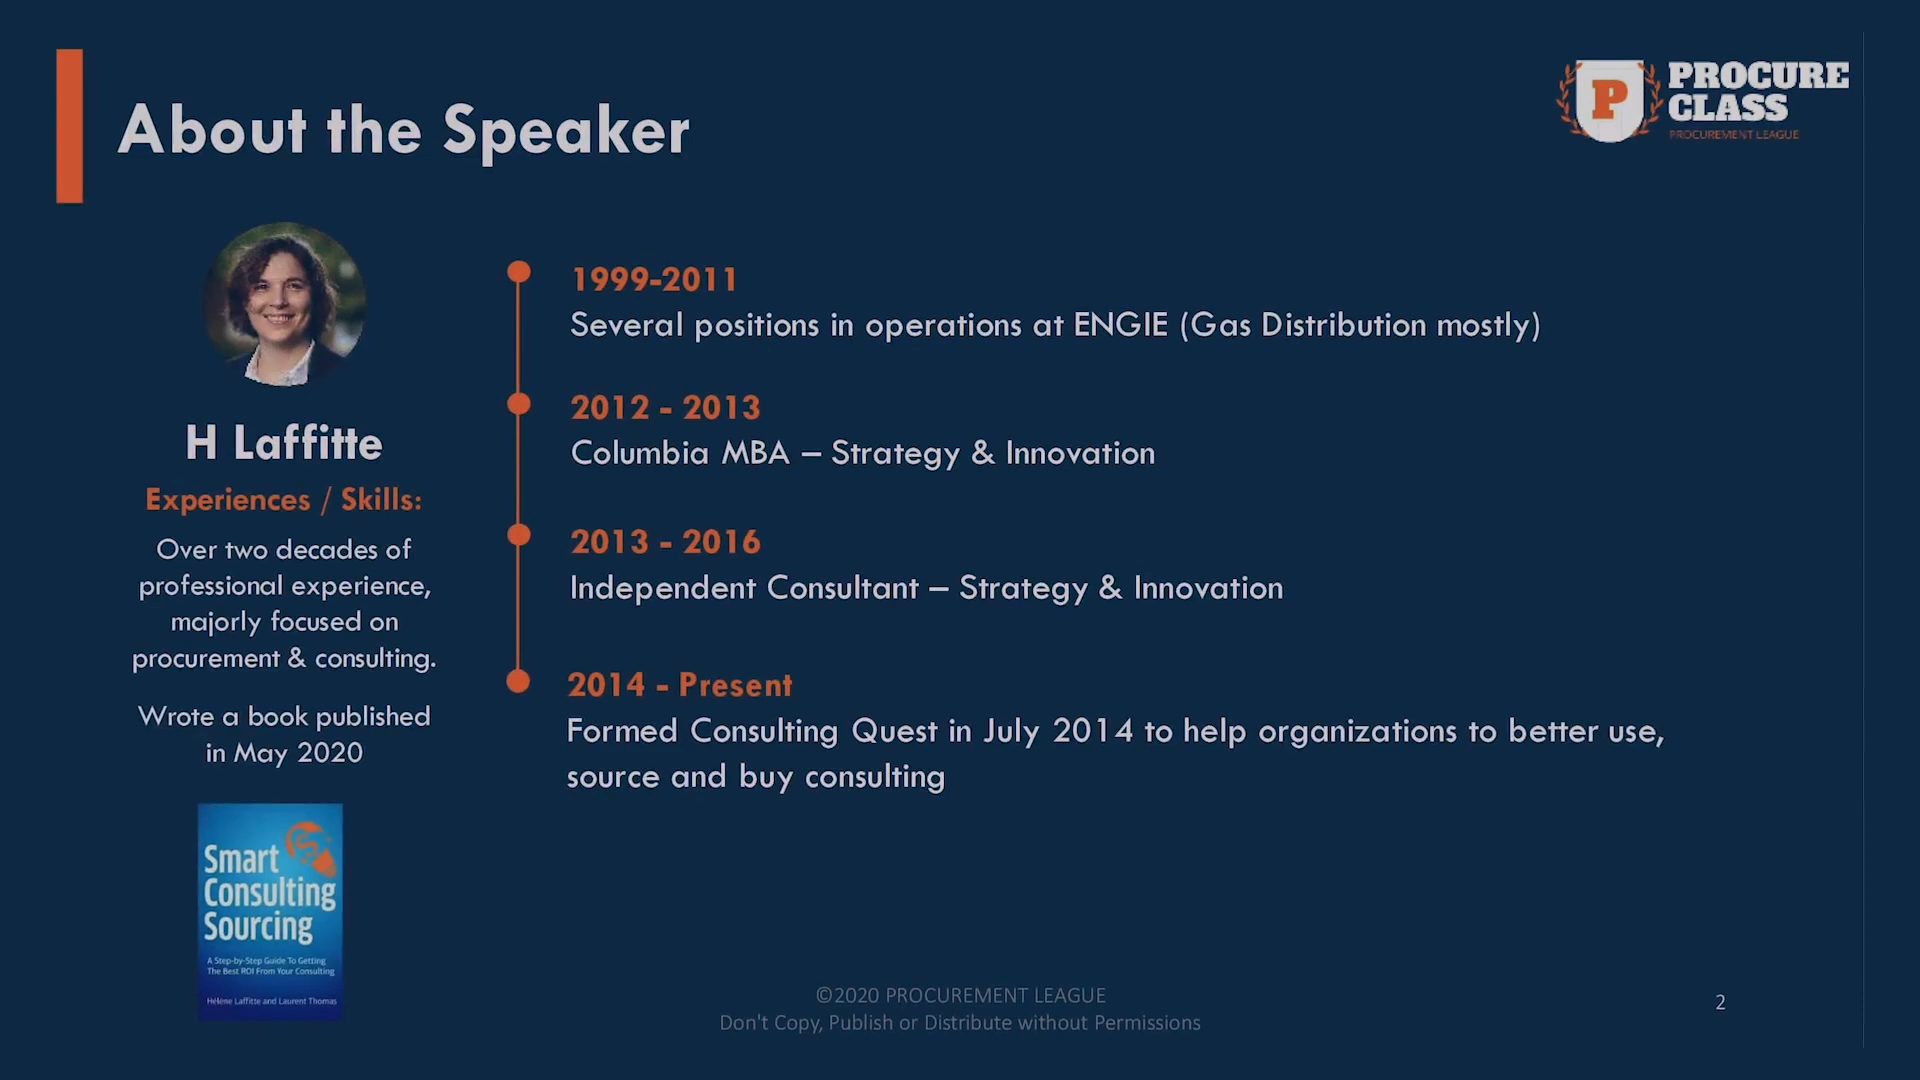 About the Speaker
P
PROCURE
CLASS
PROCUREMENT LEAGUE
H Laffitte
Experiences / Skills:
Over two decades of
professional experience,
majorly focused on
procurement & consulting.
Wrote a book published
in May 2020
Smart
Consulting
Sourcing
A Step-by-Step Guide To Getting
The Best ROI From Your Consulting
Hélène Laffitte and Laurent Thomas
1999-2011
Several positions in operations at ENGIE (Gas Distribution mostly)
2012 - 2013
Columbia MBA – Strategy & Innovation
2013 - 2016
Independent Consultant – Strategy & Innovation
2014 - Present
Formed Consulting Quest in July 2014 to help organizations to better use,
source and buy consulting
©2020 PROCUREMENT LEAGUE
Don't Copy, Publish or Distribute without Permissions
2